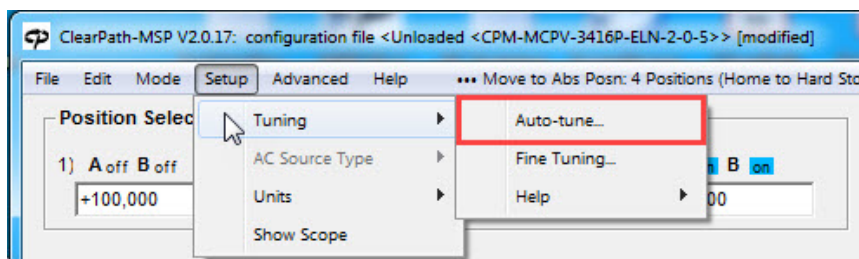 ClearPath-MSP V2.0.17: configuration file <Unloaded <CPM-MCPV-3416P-ELN-2-0-5>> [modified]
File Edit Mode Setup Advanced Help ••• Move to Abs Posn: 4 Positions (Home to Hard Sto
Position Selec
Tuning Auto-tune...
1) A off B off AC Source Type Fine Tuning... B on
+100,000 Units Help 00
Show Scope